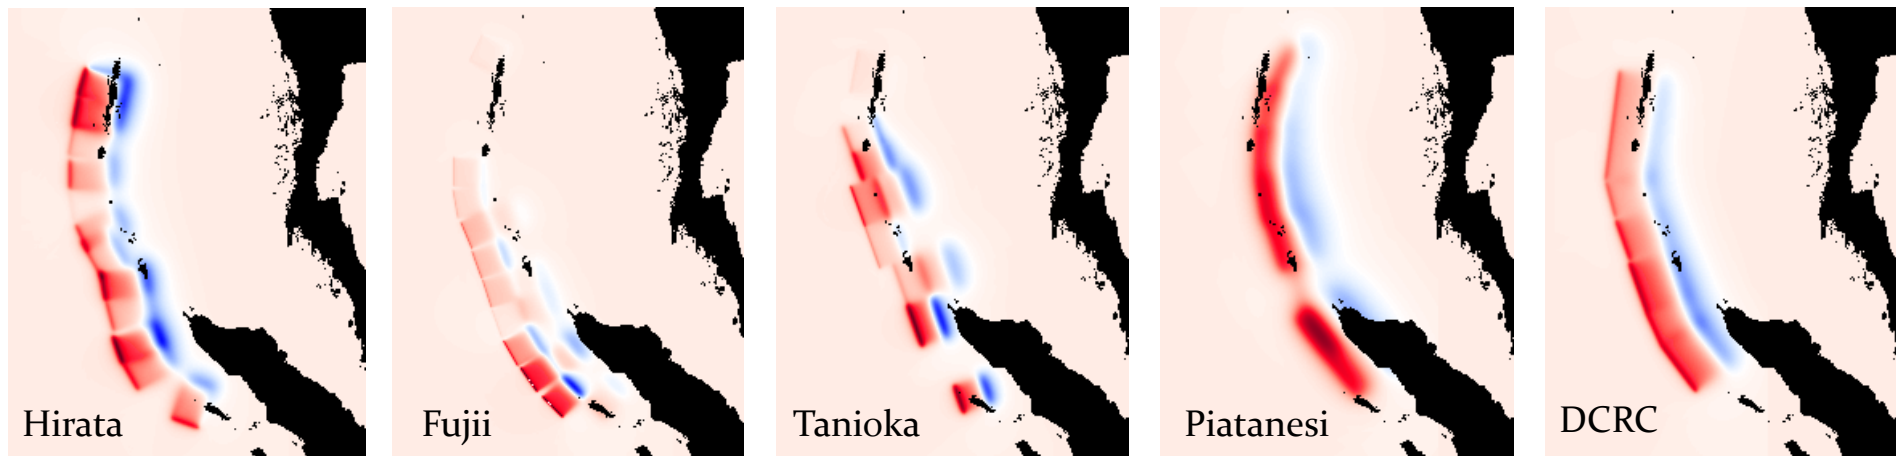 Hirata
Fujii
Tanioka
Piatanesi
DCRC